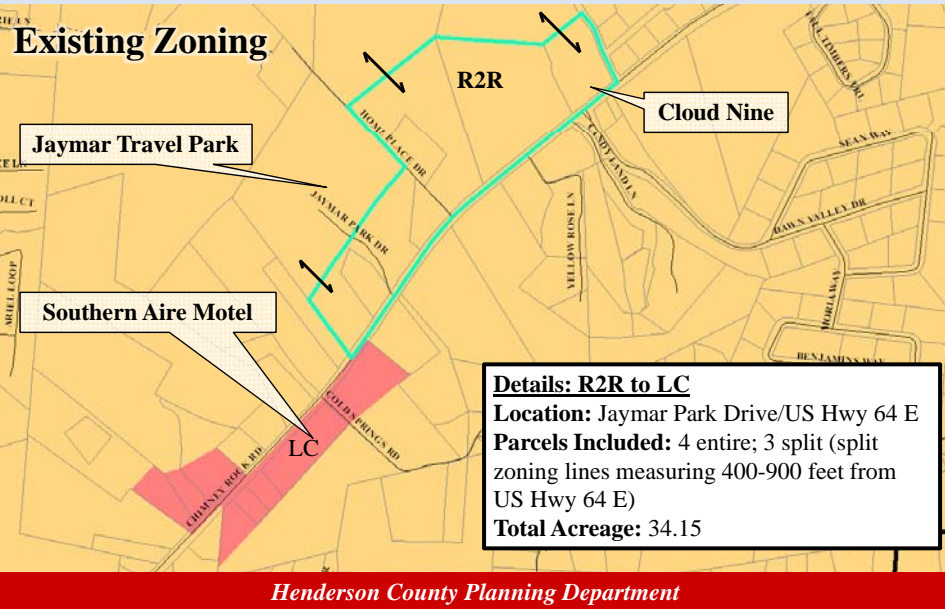 Existing Zoning
R2R
TALL TIMBERS TRL
Cloud Nine
HOME PLACE DR
Jaymar Travel Park
CANDY LAND LN
SEAN WAY
JAYMAR PARK DR
YELLOW ROSE LN
DAWN VALLEY DR
ARIEL LOOP
MORIA WAY
Southern Aire Motel
BENJAMINS WAY
COLD SPRINGS RD
LC
CHIMNEY ROCK RD
Details: R2R to LC
Location: Jaymar Park Drive/US Hwy 64 E
Parcels Included: 4 entire; 3 split (split
zoning lines measuring 400-900 feet from
US Hwy 64 E)
Total Acreage: 34.15
Henderson County Planning Department